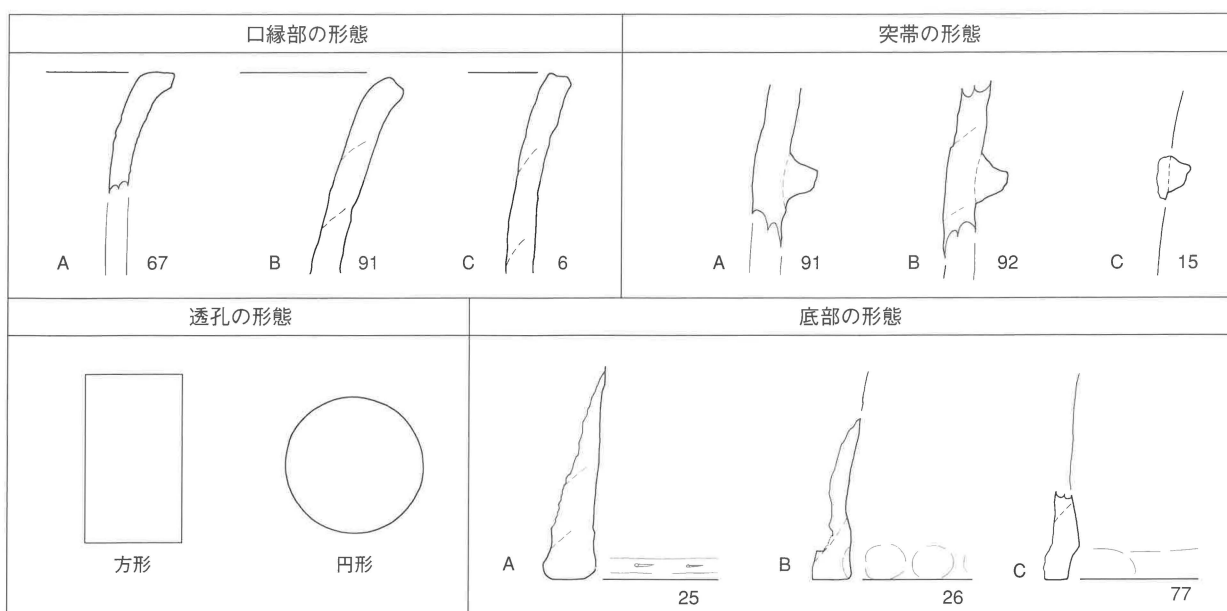 口縁部の形態
突帯の形態
A 67 B 91 C 6
A 91 B 92 C 15
透孔の形態
底部の形態
方形 円形
A 25 B 26 C 77